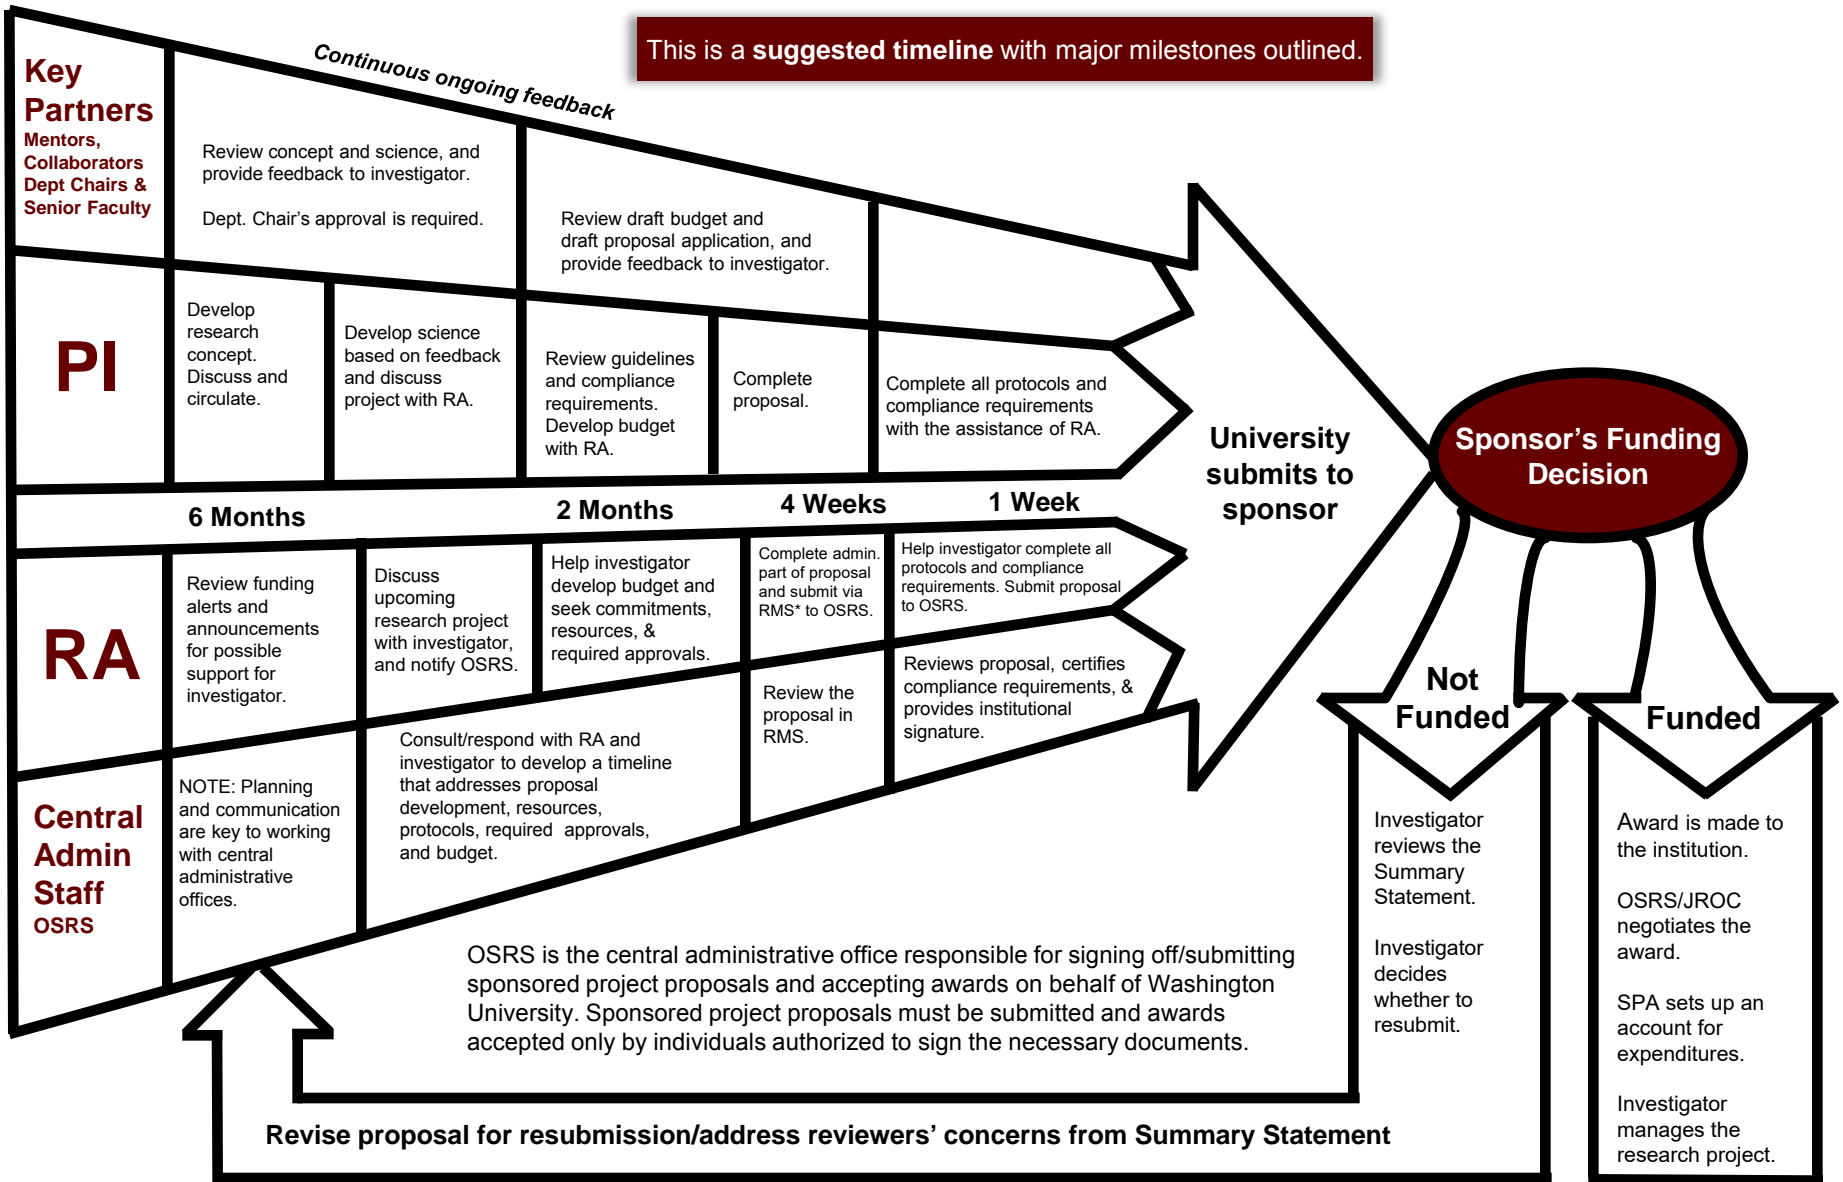 This is a suggested timeline with major milestones outlined.
Continuous ongoing feedback
Key
Partners
Mentors,
Collaborators
Dept Chairs &
Senior Faculty
Review concept and science, and
provide feedback to investigator.
Dept. Chair's approval is required.
Review draft budget and
draft proposal application, and
provide feedback to investigator.
PI
Develop
research
concept.
Discuss and
circulate.
Develop science
based on feedback
and discuss
project with RA.
Review guidelines
and compliance
requirements.
Develop budget
with RA.
Complete
proposal.
Complete all protocols and
compliance requirements
with the assistance of RA.
6 Months
2 Months
4 Weeks
1 Week
RA
Review funding
alerts and
announcements
for possible
support for
investigator.
Discuss
upcoming
research project
with investigator,
and notify OSRS.
Help investigator
develop budget and
seek commitments,
resources, &
required approvals.
Complete admin.
part of proposal
and submit via
RMS* to OSRS.
Help investigator complete all
protocols and compliance
requirements. Submit proposal
to OSRS.
Central
Admin
Staff
OSRS
NOTE: Planning
and communication
are key to working
with central
administrative
offices.
Consult/respond with RA and
investigator to develop a timeline
that addresses proposal
development, resources,
protocols, required approvals,
and budget.
Review the
proposal in
RMS.
Reviews proposal, certifies
compliance requirements, &
provides institutional
signature.
University
submits to
sponsor
Sponsor's Funding
Decision
Not
Funded
Funded
Investigator
reviews the
Summary
Statement.
Investigator
decides
whether to
resubmit.
Award is made to
the institution.
OSRS/JROC
negotiates the
award.
SPA sets up an
account for
expenditures.
Investigator
manages the
research project.
OSRS is the central administrative office responsible for signing off/submitting
sponsored project proposals and accepting awards on behalf of Washington
University. Sponsored project proposals must be submitted and awards
accepted only by individuals authorized to sign the necessary documents.
Revise proposal for resubmission/address reviewers' concerns from Summary Statement